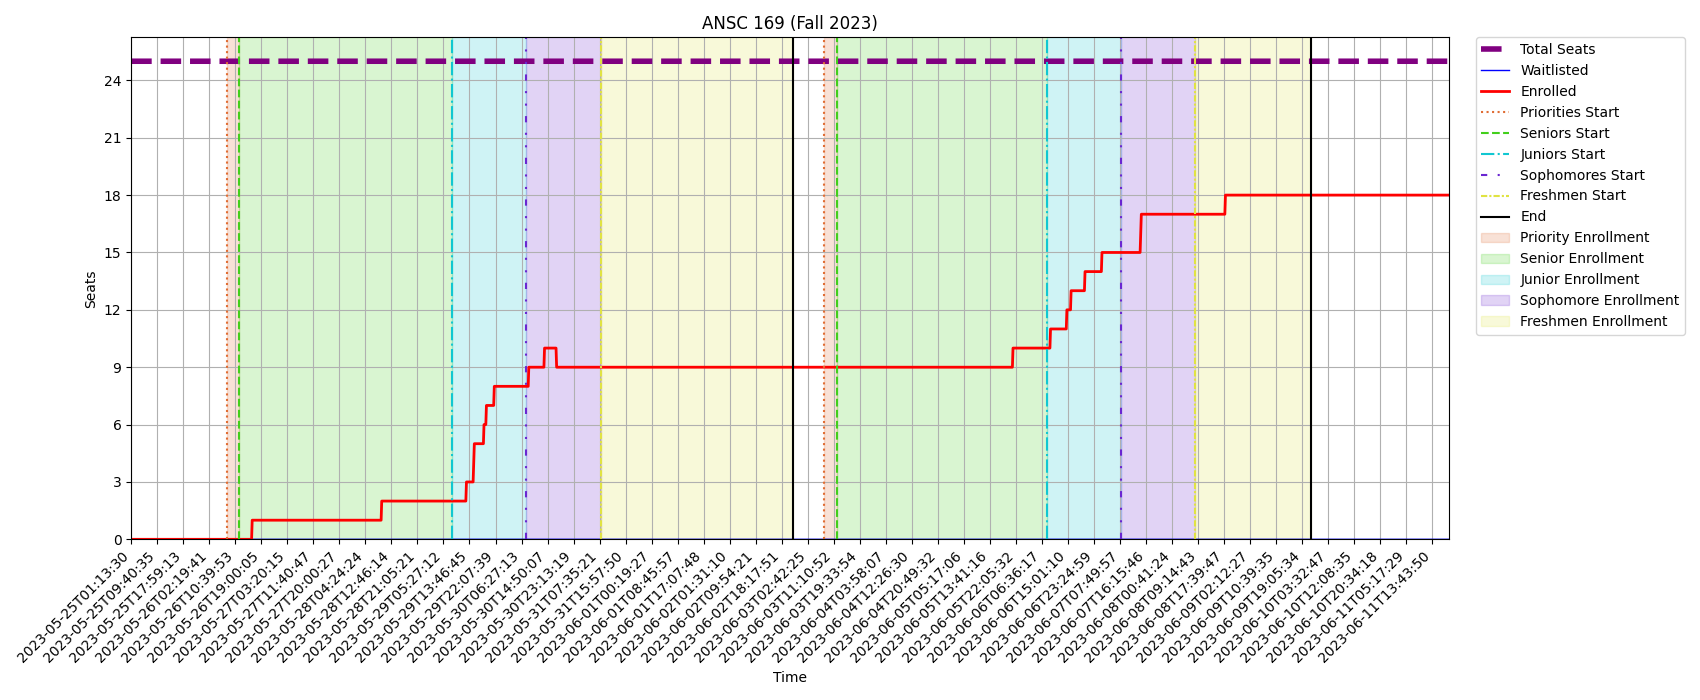 ANSC 169 (Fall 2023)
Total Seats
Waitlisted
Enrolled
Priorities Start
Seniors Start
Juniors Start
Sophomores Start
Freshmen Start
End
Priority Enrollment
Senior Enrollment
Junior Enrollment
Sophomore Enrollment
Freshmen Enrollment
Seats
24
21
18
15
12
9
6
3
0
2023-05-25T01:13:30
2023-05-25T09:40:35
2023-05-25T17:59:13
2023-05-26T02:19:41
2023-05-26T10:39:53
2023-05-26T19:00:05
2023-05-27T03:20:15
2023-05-27T11:40:47
2023-05-27T20:00:27
2023-05-28T04:24:24
2023-05-28T12:46:14
2023-05-28T21:05:21
2023-05-29T05:27:12
2023-05-29T13:46:45
2023-05-29T22:07:39
2023-05-30T06:27:13
2023-05-30T14:50:07
2023-05-30T23:13:19
2023-05-31T07:35:21
2023-05-31T15:57:50
2023-06-01T00:19:27
2023-06-01T08:45:57
2023-06-01T17:07:48
2023-06-02T01:31:10
2023-06-02T09:54:21
2023-06-02T18:17:51
2023-06-03T02:42:25
2023-06-03T11:10:52
2023-06-03T19:33:54
2023-06-04T03:58:07
2023-06-04T12:26:30
2023-06-04T20:49:32
2023-06-05T05:17:06
2023-06-05T13:41:16
2023-06-05T22:05:32
2023-06-06T06:36:17
2023-06-06T15:01:10
2023-06-06T23:24:59
2023-06-07T07:49:57
2023-06-07T16:15:46
2023-06-08T00:41:24
2023-06-08T09:14:43
2023-06-08T17:39:47
2023-06-09T02:12:27
2023-06-09T10:39:35
2023-06-09T19:05:34
2023-06-10T03:32:47
2023-06-10T12:08:35
2023-06-10T20:34:18
2023-06-11T05:17:29
2023-06-11T13:43:50
Time